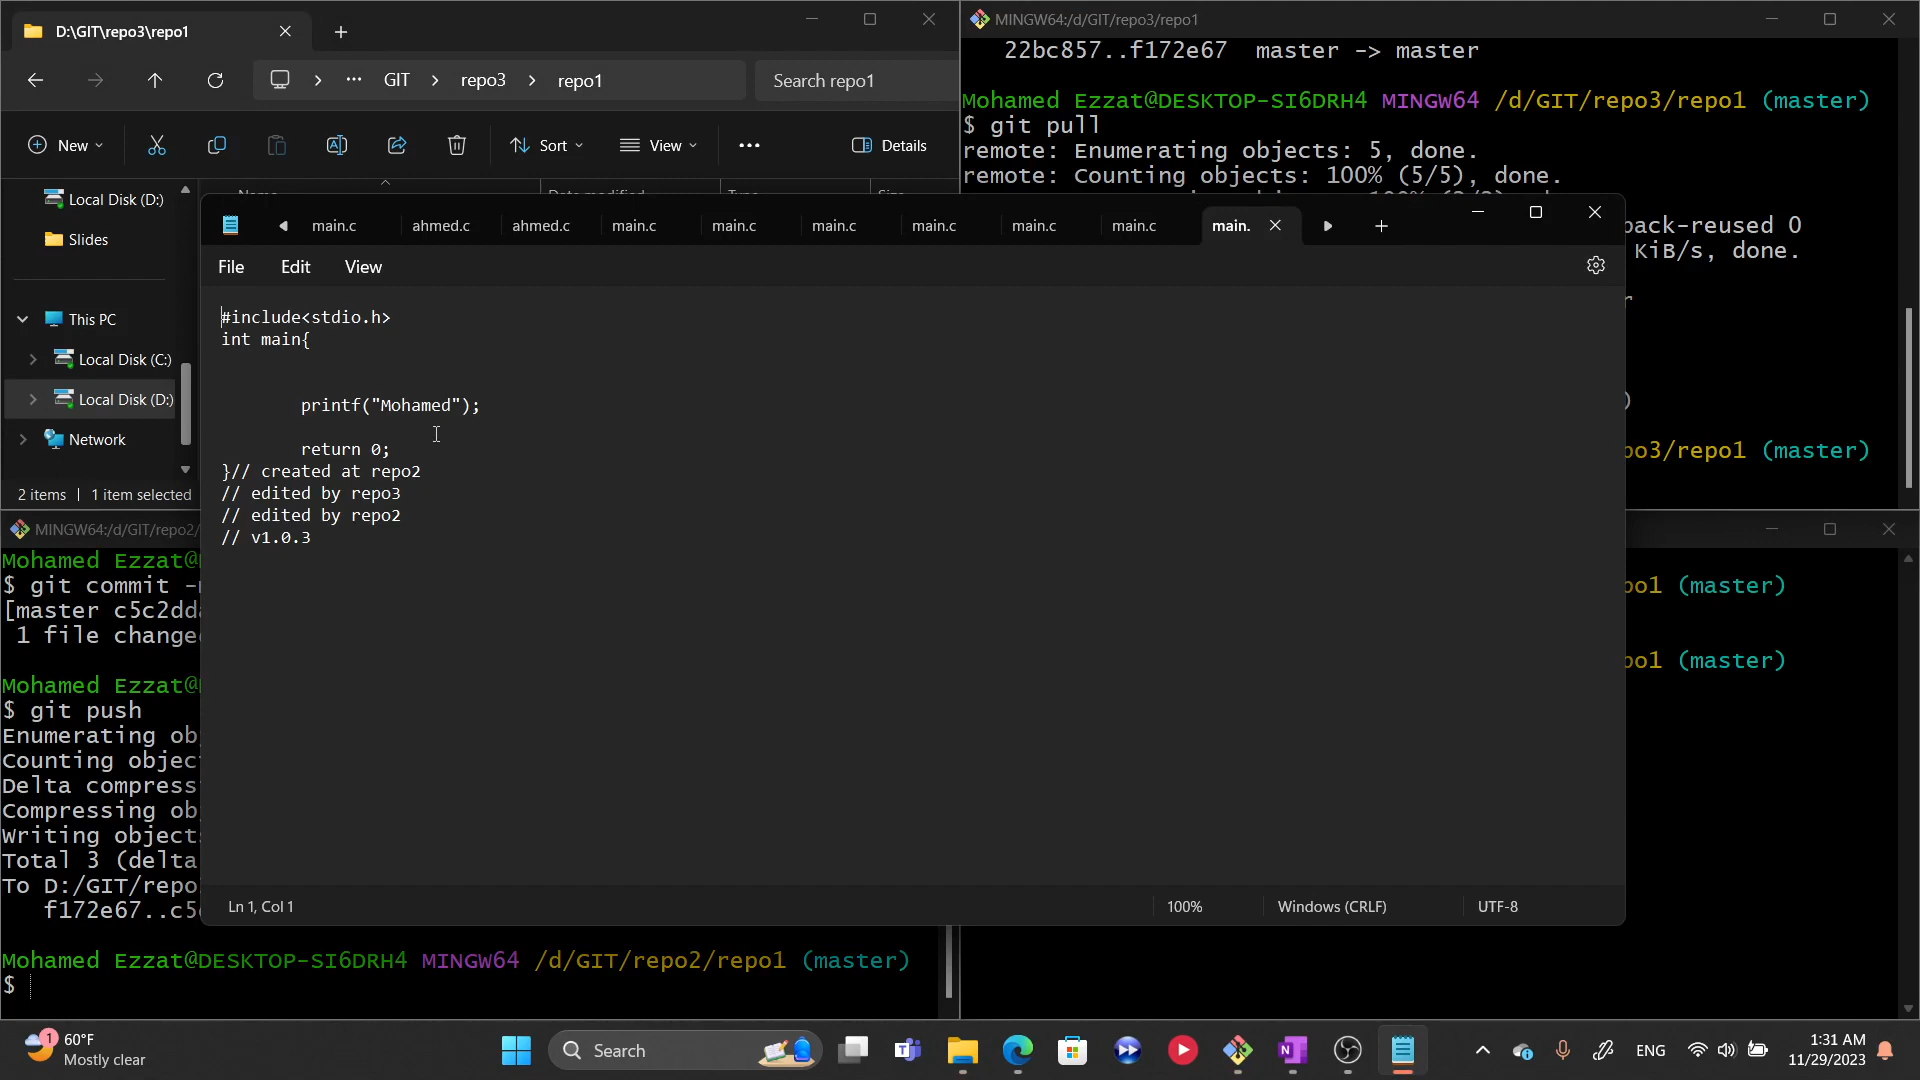 D:\GIT\repo3\repo1
GIT
repo3
repo1
Search repo1
New
Sort
View
Details
Local Disk (D:)
Slides
This PC
Local Disk (C:)
Local Disk (D:)
Network
2 items
1 item selected
MINGW64:/d/GIT/repo3/repo1
22bc857..f172e67  master -> master
Mohamed Ezzat@DESKTOP-SI6DRH4 MINGW64 /d/GIT/repo3/repo1 (master)
$ git pull
remote: Enumerating objects: 5, done.
remote: Counting objects: 100% (5/5), done.
pack-reused 0
KiB/s, done.
po3/repo1 (master)
main.c
ahmed.c
ahmed.c
main.c
main.c
main.c
main.c
main.c
main.c
main.
File
Edit
View
#include<stdio.h>
int main{
printf("Mohamed");
return 0;
}// created at repo2
// edited by repo3
// edited by repo2
// v1.0.3
Ln 1, Col 1
100%
Windows (CRLF)
UTF-8
MINGW64:/d/GIT/repo2/
Mohamed Ezzat@
$ git commit -
[master c5c2dd
1 file change
Mohamed Ezzat@
$ git push
Enumerating ob
Counting objec
Delta compress
Compressing ob
Writing object
Total 3 (delta
To D:/GIT/repo
f172e67..c5
Mohamed Ezzat@DESKTOP-SI6DRH4 MINGW64 /d/GIT/repo2/repo1 (master)
$
po1 (master)
po1 (master)
1
60°F
Mostly clear
Search
ENG
1:31 AM
11/29/2023